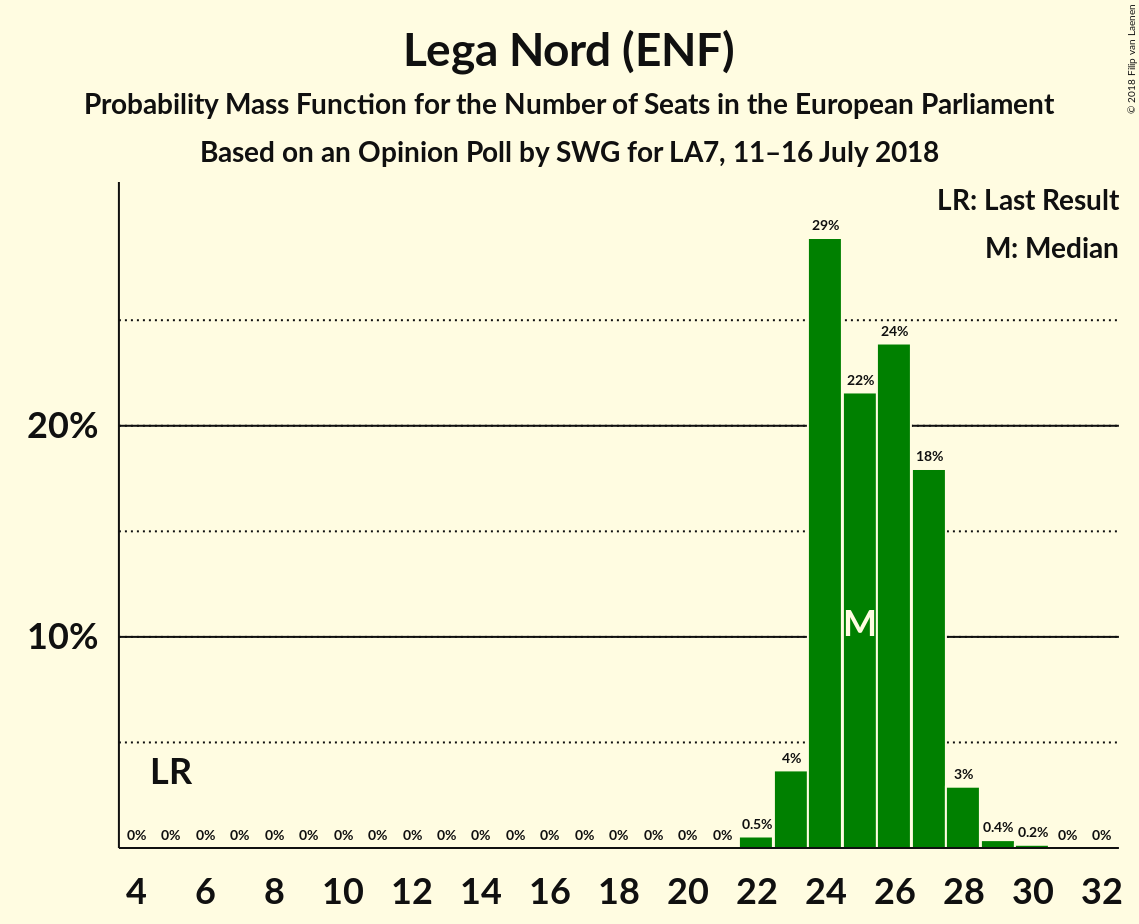 © 2018 Filip van Laenen
Lega Nord (ENF)
Probability Mass Function for the Number of Seats in the European Parliament
Based on an Opinion Poll by SWG for LA7, 11–16 July 2018
LR: Last Result
M: Median
29%
24%
22%
20%
18%
M
10%
LR
4%
3%
0% 0% 0% 0% 0% 0% 0% 0% 0% 0% 0% 0% 0% 0% 0% 0% 0% 0% 0.5% 0.4% 0.2% 0% 0%
4 6 8 10 12 14 16 18 20 22 24 26 28 30 32